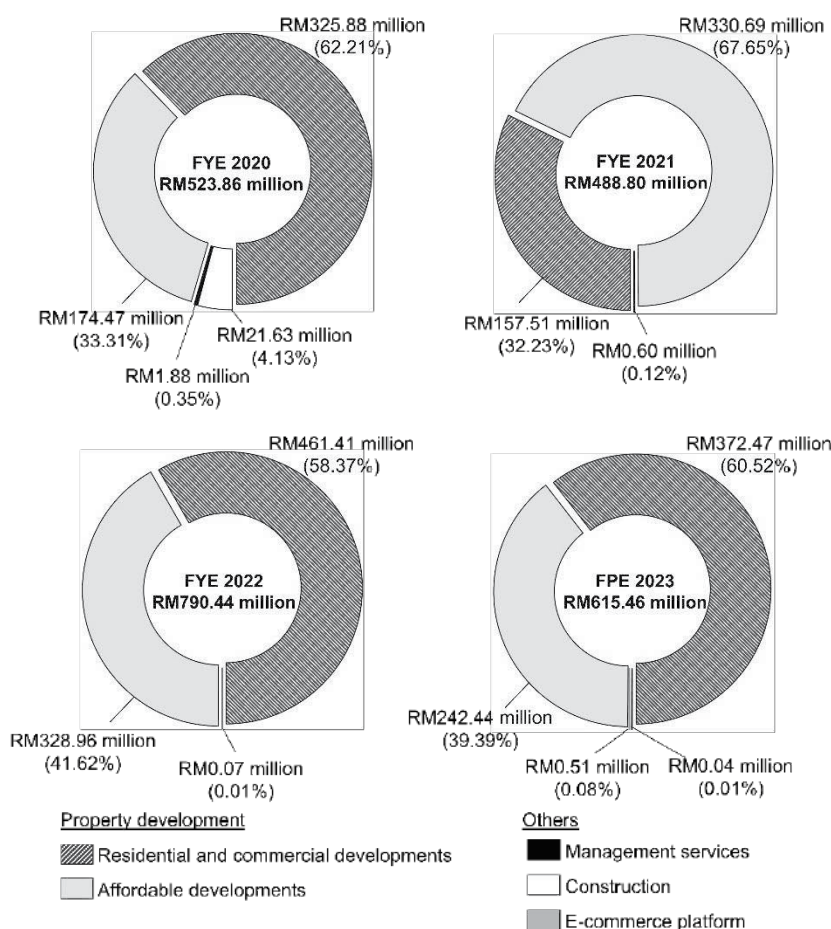 RM325.88 million
(62.21%)
FYE 2020
RM523.86 million
RM174.47 million
(33.31%)
RM1.88 million
(0.35%)
RM21.63 million
(4.13%)
RM330.69 million
(67.65%)
FYE 2021
RM488.80 million
RM157.51 million
(32.23%)
RM0.60 million
(0.12%)
RM461.41 million
(58.37%)
FYE 2022
RM790.44 million
RM328.96 million
(41.62%)
RM0.07 million
(0.01%)
RM372.47 million
(60.52%)
FPE 2023
RM615.46 million
RM242.44 million
(39.39%)
RM0.51 million
(0.08%)
RM0.04 million
(0.01%)
Property development
Residential and commercial developments
Affordable developments
Others
Management services
Construction
E-commerce platform